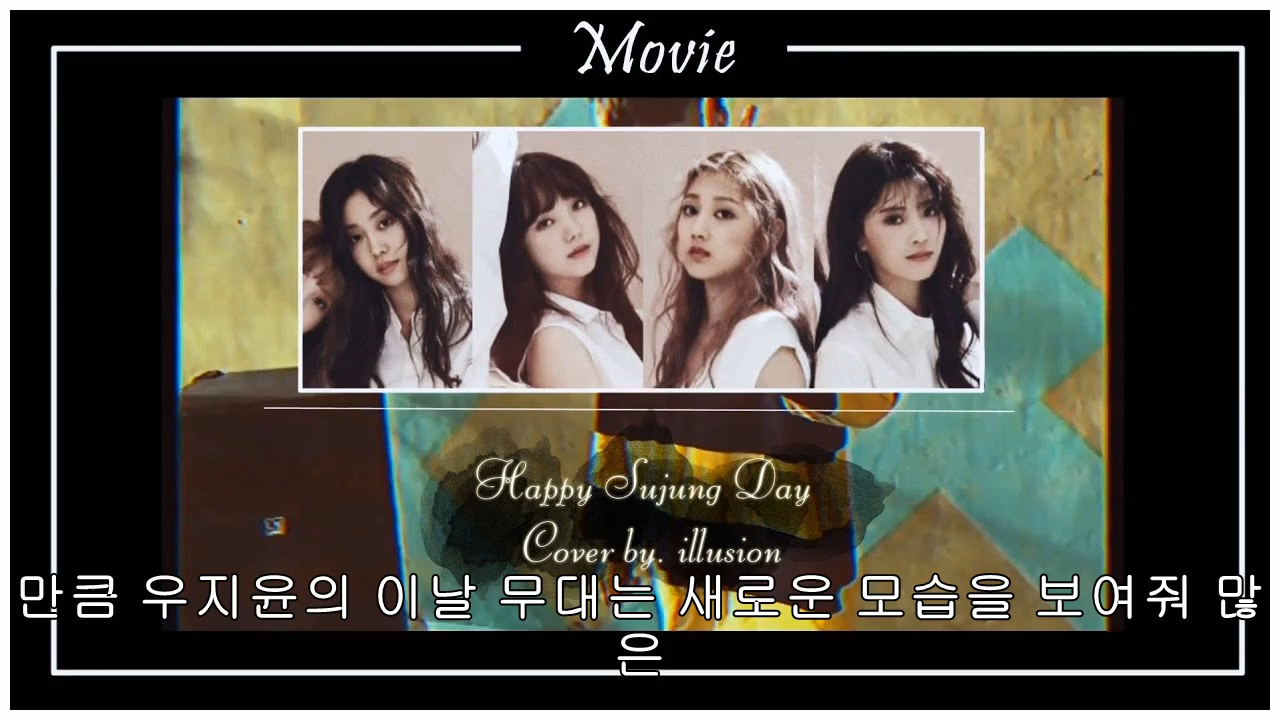 Movie
Happy Sujung Day
Cover by. illusion
만큼 우지윤의 이날 무대는 새로운 모습을 보여줘 많
은